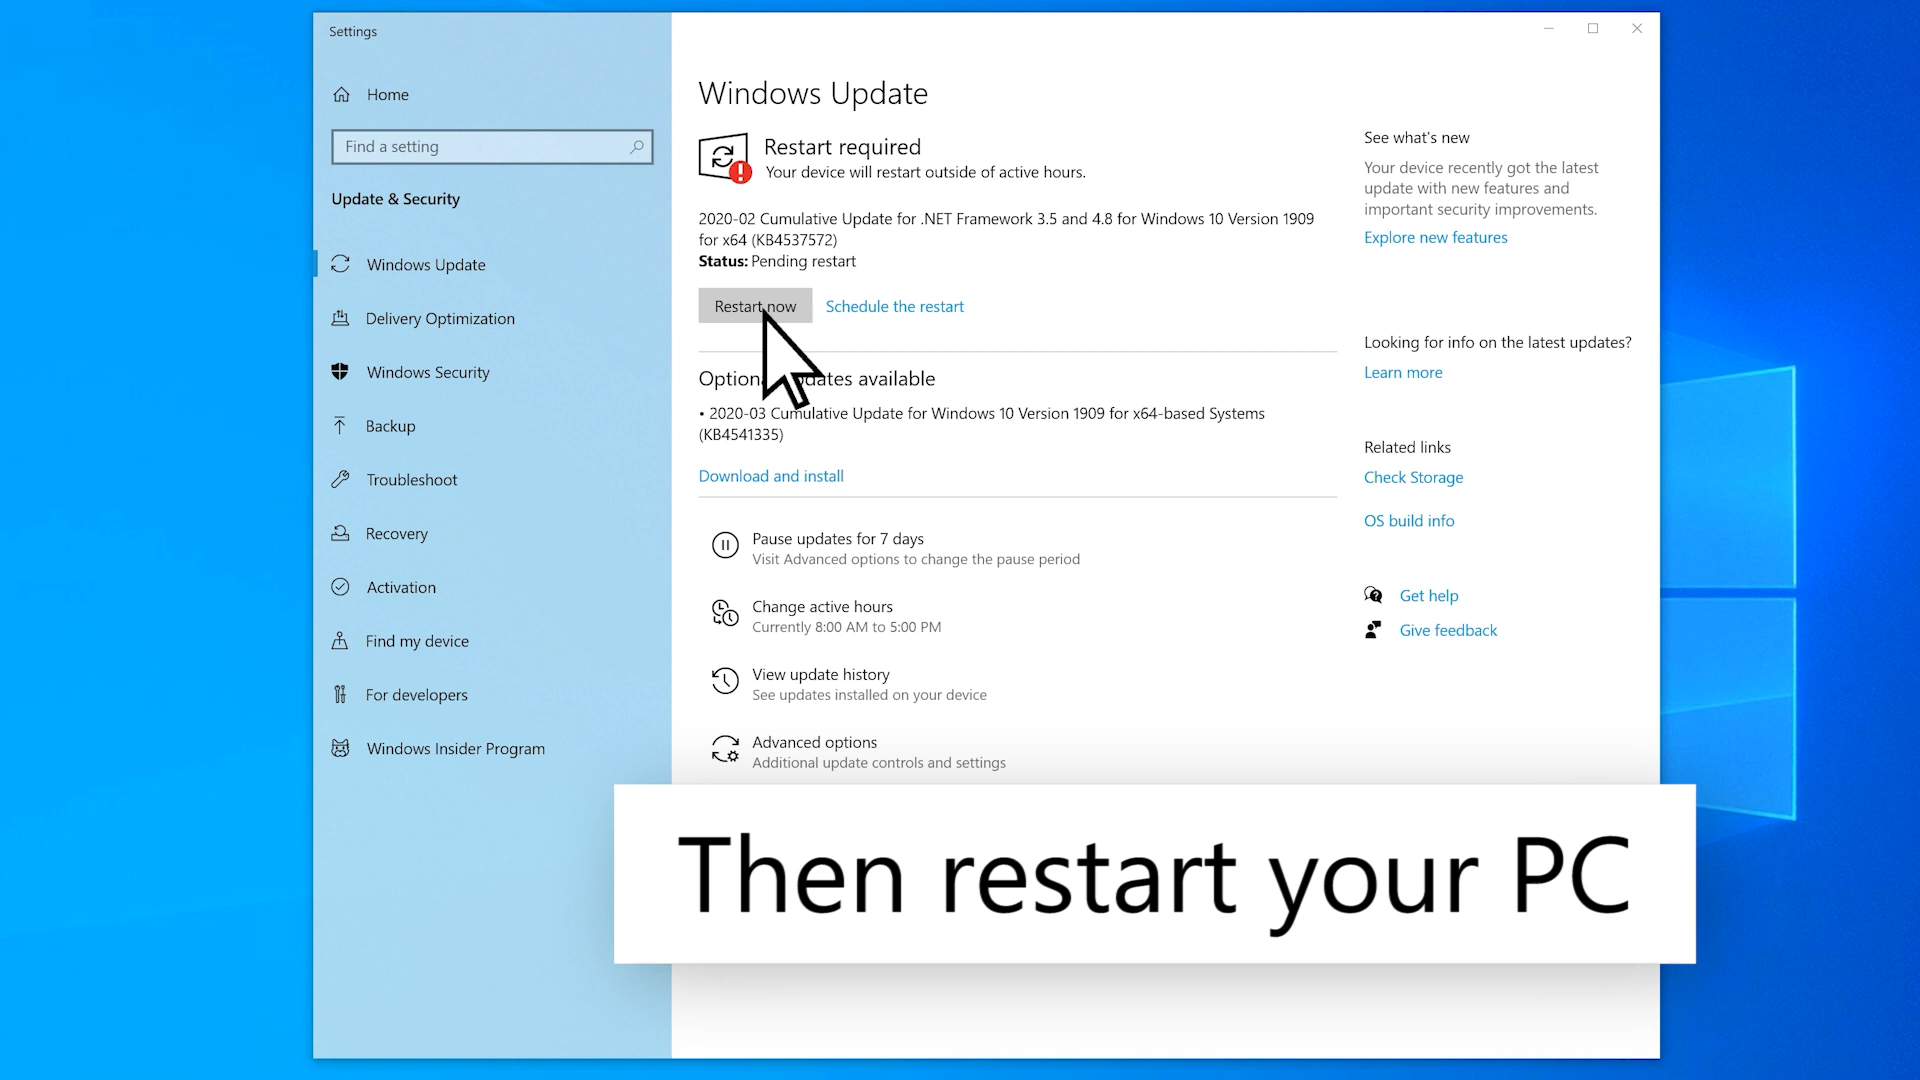 Settings
Home
Find a setting
Update & Security
Windows Update
Delivery Optimization
Windows Security
Backup
Troubleshoot
Recovery
Activation
Find my device
For developers
Windows Insider Program
Windows Update
Restart required
Your device will restart outside of active hours.
2020-02 Cumulative Update for .NET Framework 3.5 and 4.8 for Windows 10 Version 1909
for x64 (KB4537572)
Status: Pending restart
Restart now
Schedule the restart
available
• 2020-03 Cumulative Update for Windows 10 Version 1909 for x64-based Systems
(KB4541335)
Download and install
Pause updates for 7 days
Visit Advanced options to change the pause period
Change active hours
Currently 8:00 AM to 5:00 PM
View update history
See updates installed on your device
Advanced options
Additional update controls and settings
See what's new
Your device recently got the latest
update with new features and
important security improvements.
Explore new features
Looking for info on the latest updates?
Learn more
Related links
Check Storage
OS build info
Get help
Give feedback
Then restart your PC